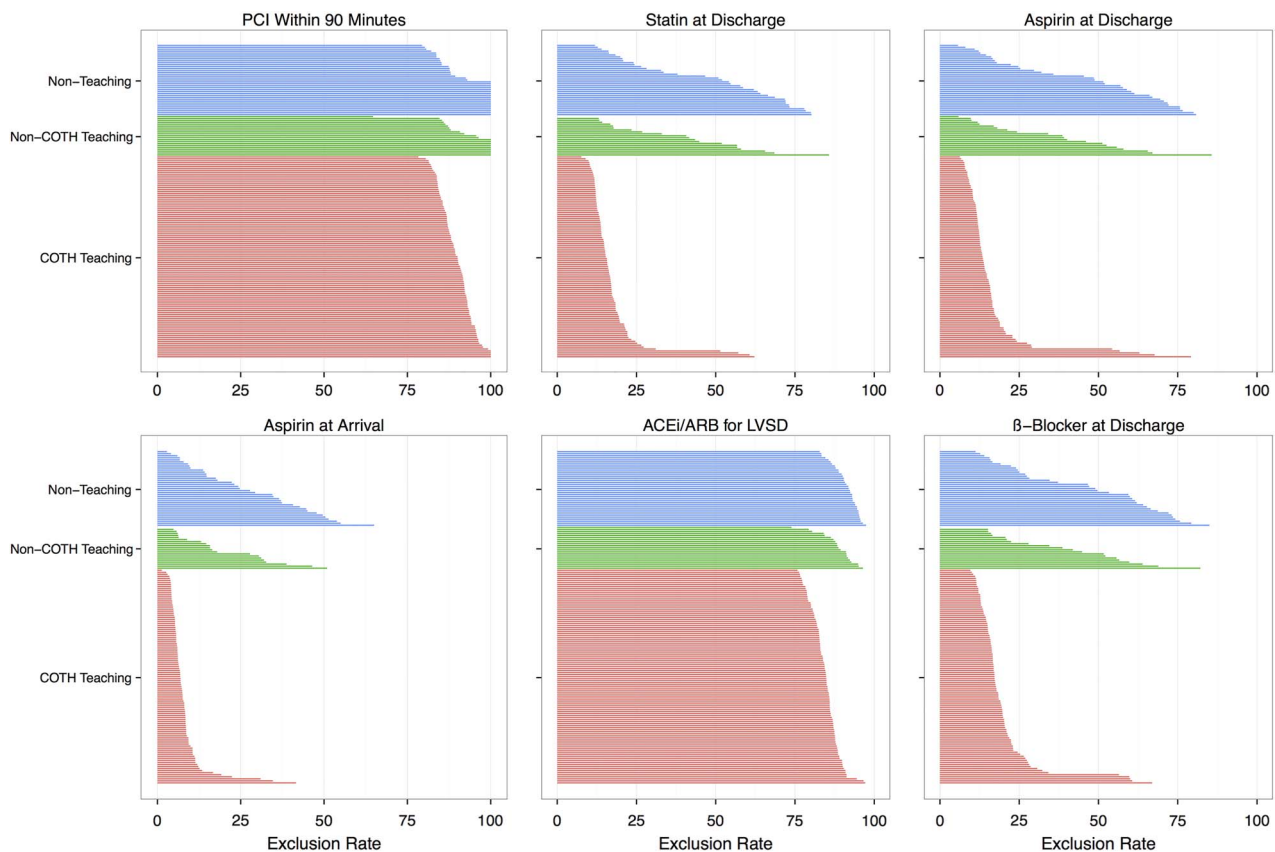 PCI Within 90 Minutes
Statin at Discharge
Aspirin at Discharge
Non−Teaching
Non−COTH Teaching
COTH Teaching
0 25 50 75 100
0 25 50 75 100
0 25 50 75 100
Aspirin at Arrival
ACEi/ARB for LVSD
ß−Blocker at Discharge
Non−Teaching
Non−COTH Teaching
COTH Teaching
0 25 50 75 100
0 25 50 75 100
0 25 50 75 100
Exclusion Rate
Exclusion Rate
Exclusion Rate